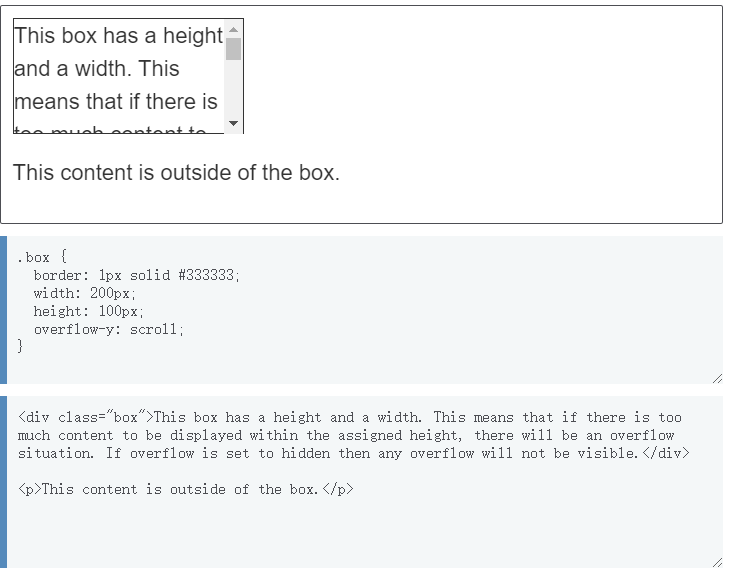 This box has a height
and a width. This
means that if there is
too much content to
This content is outside of the box.
.box {
border: 1px solid #333333;
width: 200px;
height: 100px;
overflow-y: scroll;
}
<div class="box">This box has a height and a width. This means that if there is too
much content to be displayed within the assigned height, there will be an overflow
situation. If overflow is set to hidden then any overflow will not be visible.</div>
<p>This content is outside of the box.</p>